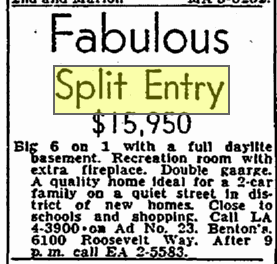 2nd and Marion MA 3-5282.
Fabulous
Split Entry
$15,950
Big 6 on 1 with a full daylite
basement. Recreation room with
extra fireplace. Double gaarge.
A quality home ideal for a 2-car
family on a quiet street in dis-
trict of new homes. Close to
schools and shopping. Call LA
4-3900 on Ad No. 23. Benton's.
6100 Roosevelt Way. After 9
p. m. call EA 2-5583.